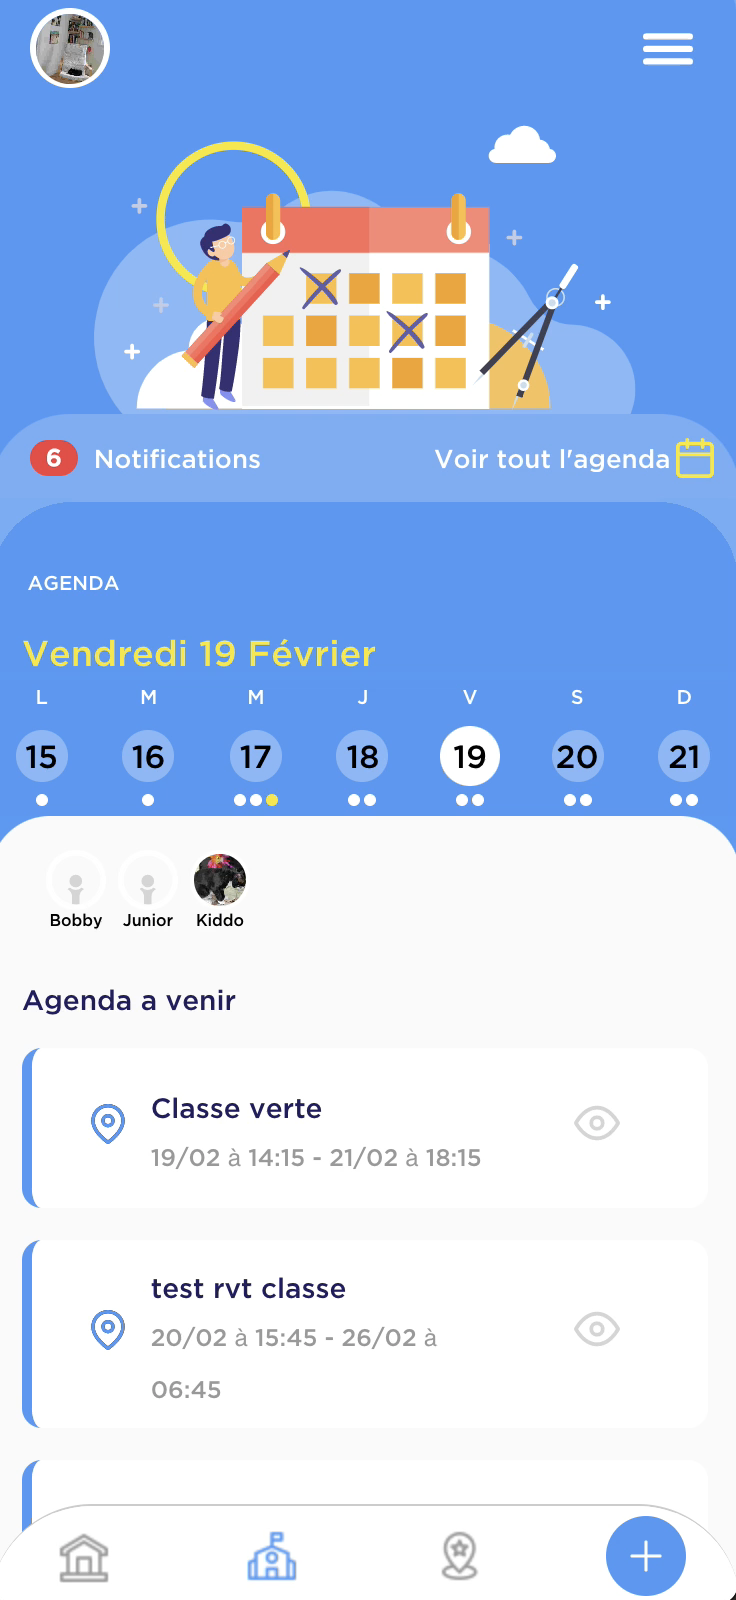 6 Notifications Voir tout l'agenda
AGENDA
Vendredi 19 Février
L M M J V S D
15 16 17 18 19 20 21
Bobby Junior Kiddo
Agenda a venir
Classe verte
19/02 à 14:15 - 21/02 à 18:15
test rvt classe
20/02 à 15:45 - 26/02 à
06:45